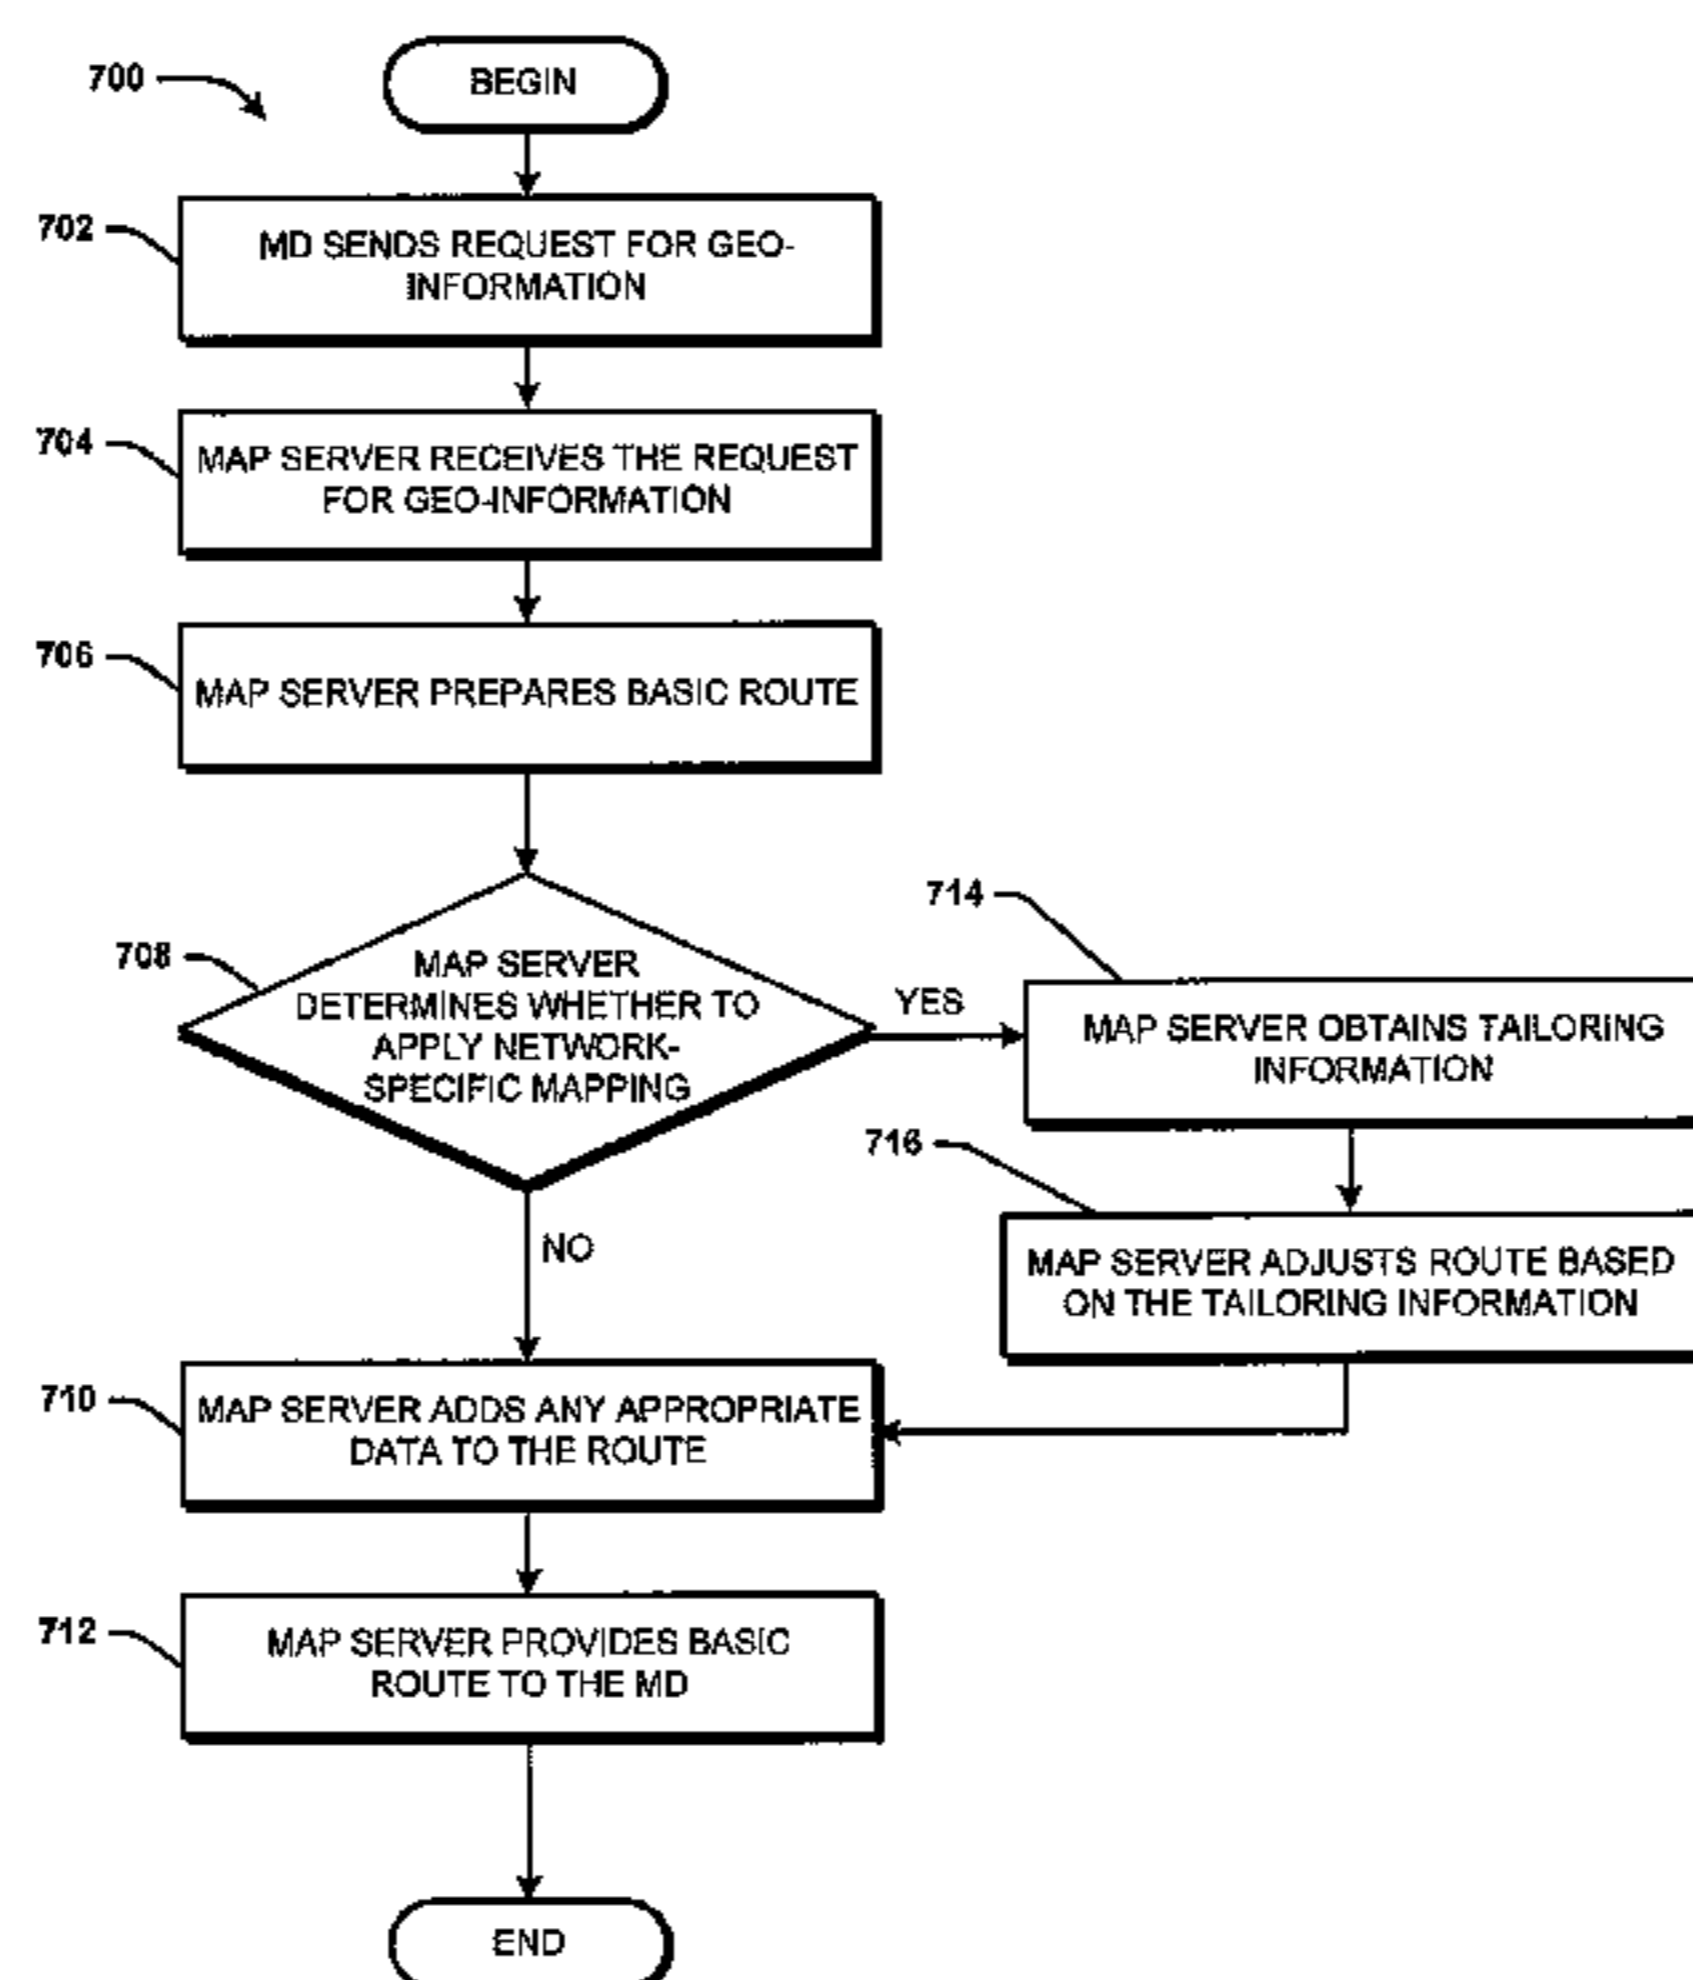 700
BEGIN
702
MD SENDS REQUEST FOR GEO-
INFORMATION
704
MAP SERVER RECEIVES THE REQUEST
FOR GEO-INFORMATION
706
MAP SERVER PREPARES BASIC ROUTE
708
MAP SERVER
DETERMINES WHETHER TO
APPLY NETWORK-
SPECIFIC MAPPING
YES
714
MAP SERVER OBTAINS TAILORING
INFORMATION
716
MAP SERVER ADJUSTS ROUTE BASED
ON THE TAILORING INFORMATION
NO
710
MAP SERVER ADDS ANY APPROPRIATE
DATA TO THE ROUTE
712
MAP SERVER PROVIDES BASIC
ROUTE TO THE MD
END